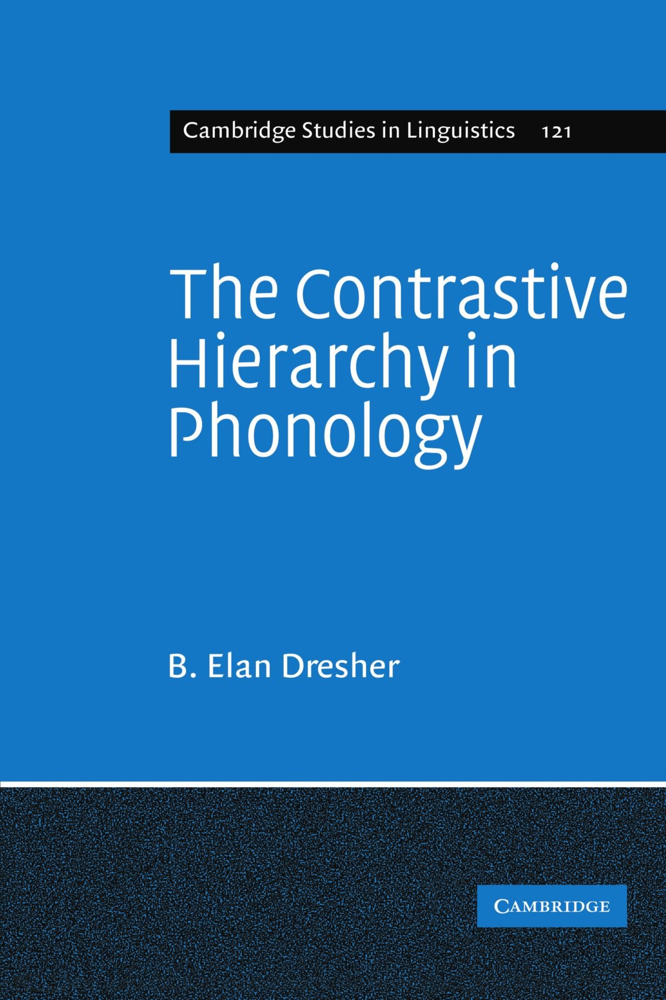 Cambridge Studies in Linguistics 121
The Contrastive
Hierarchy in
Phonology
B. Elan Dresher
CAMBRIDGE